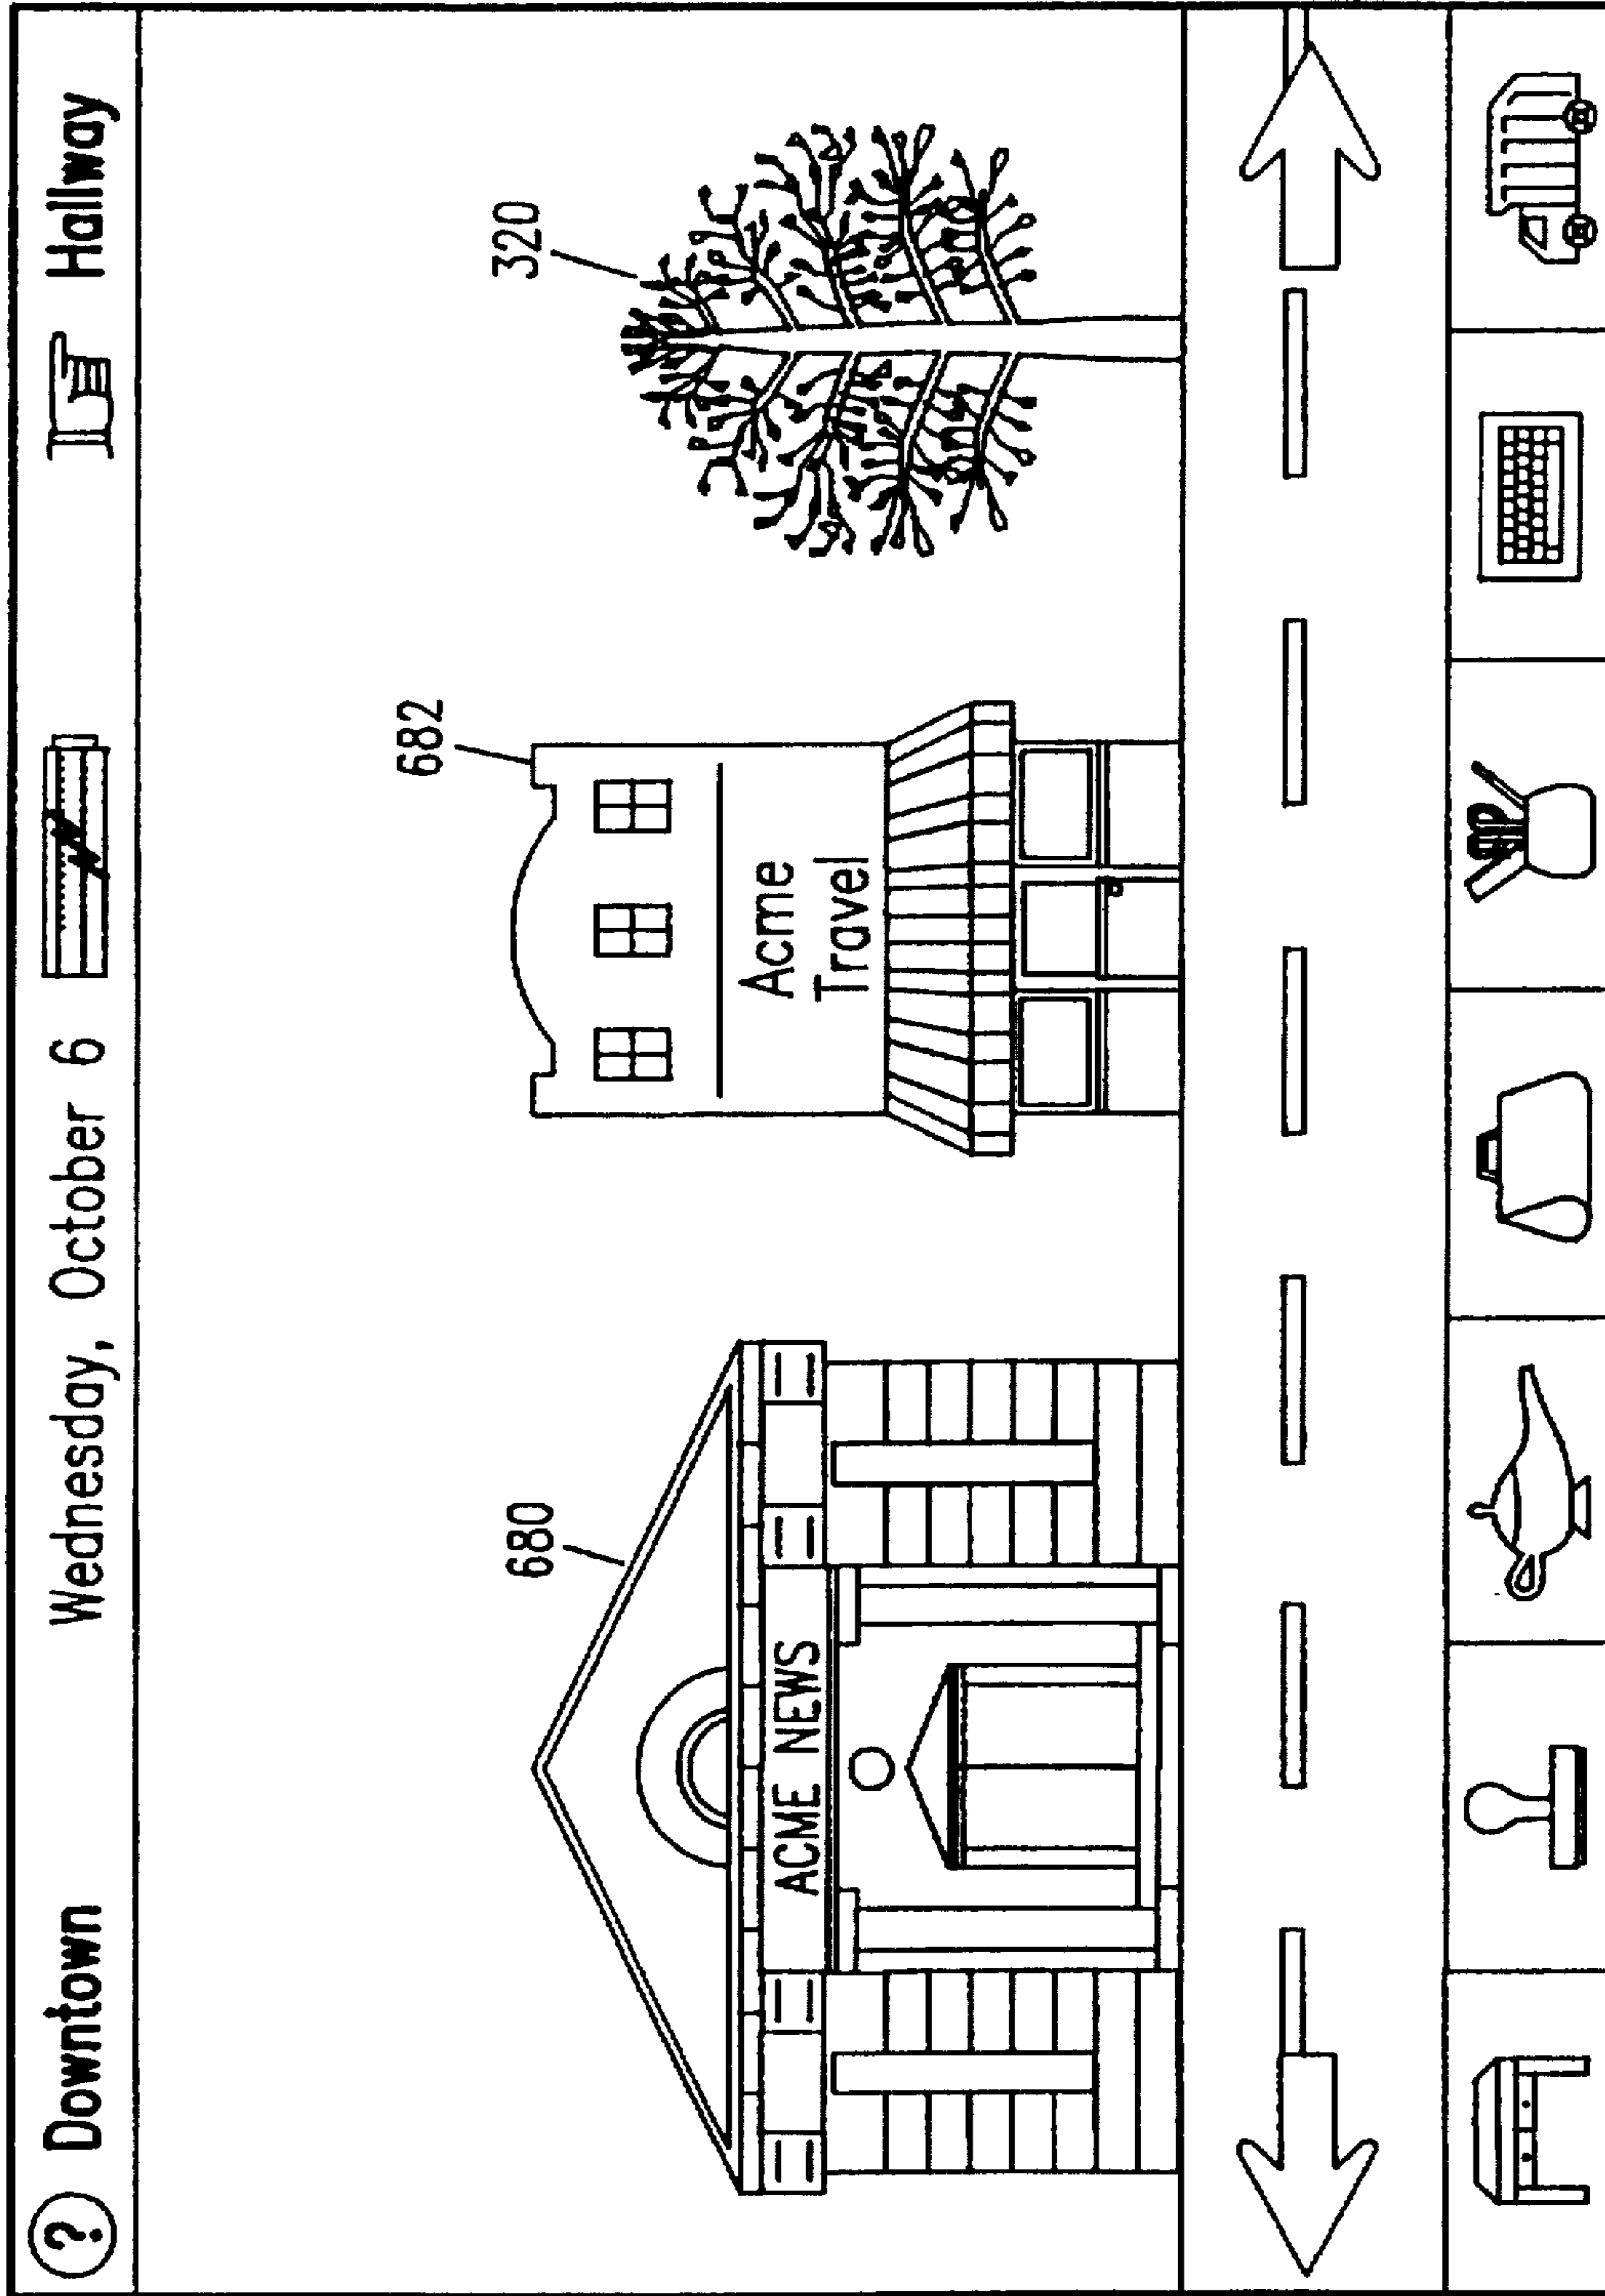 ? Downtown Wednesday, October 6 Hallway
320
682
680
Acme
Travel
ACME NEWS